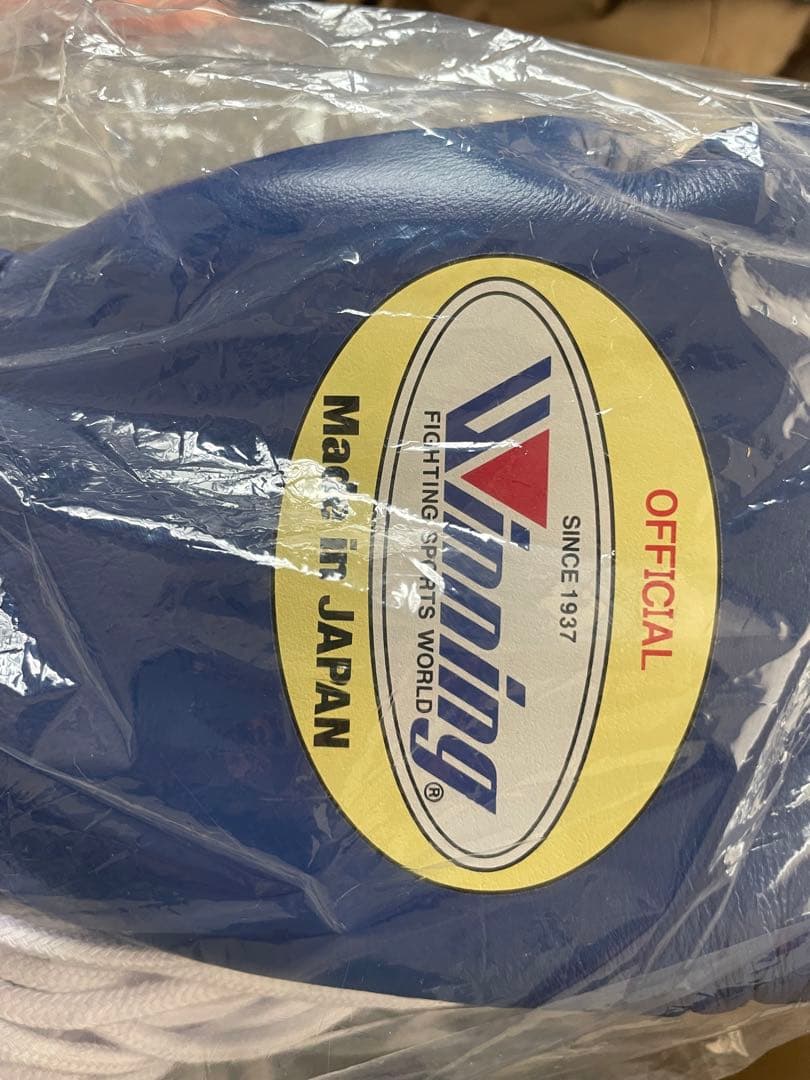 OFFICIAL
SINCE 1937
Winning®
FIGHTING SPORTS WORLD
Made in JAPAN